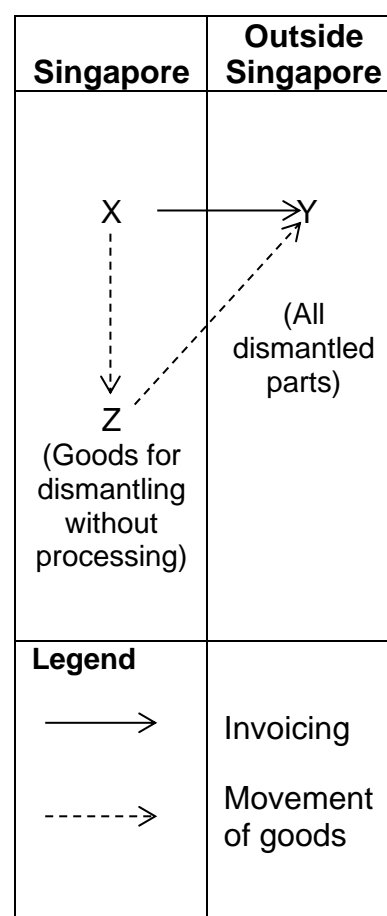 Singapore
Outside
Singapore
X
Y
(All
dismantled
parts)
Z
(Goods for
dismantling
without
processing)
Legend
Invoicing
Movement
of goods